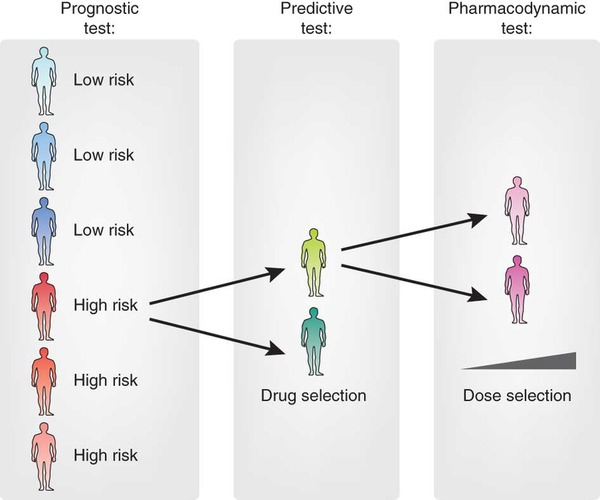 Prognostic
test:
Low risk
Low risk
Low risk
High risk
High risk
High risk
Predictive
test:
Drug selection
Pharmacodynamic
test:
Dose selection